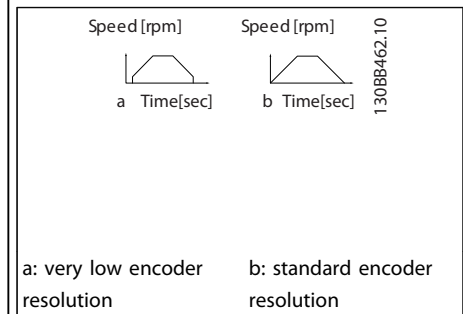 Speed [rpm] Speed [rpm]
a Time[sec] b Time[sec]
130BB462.10
a: very low encoder b: standard encoder
resolution resolution